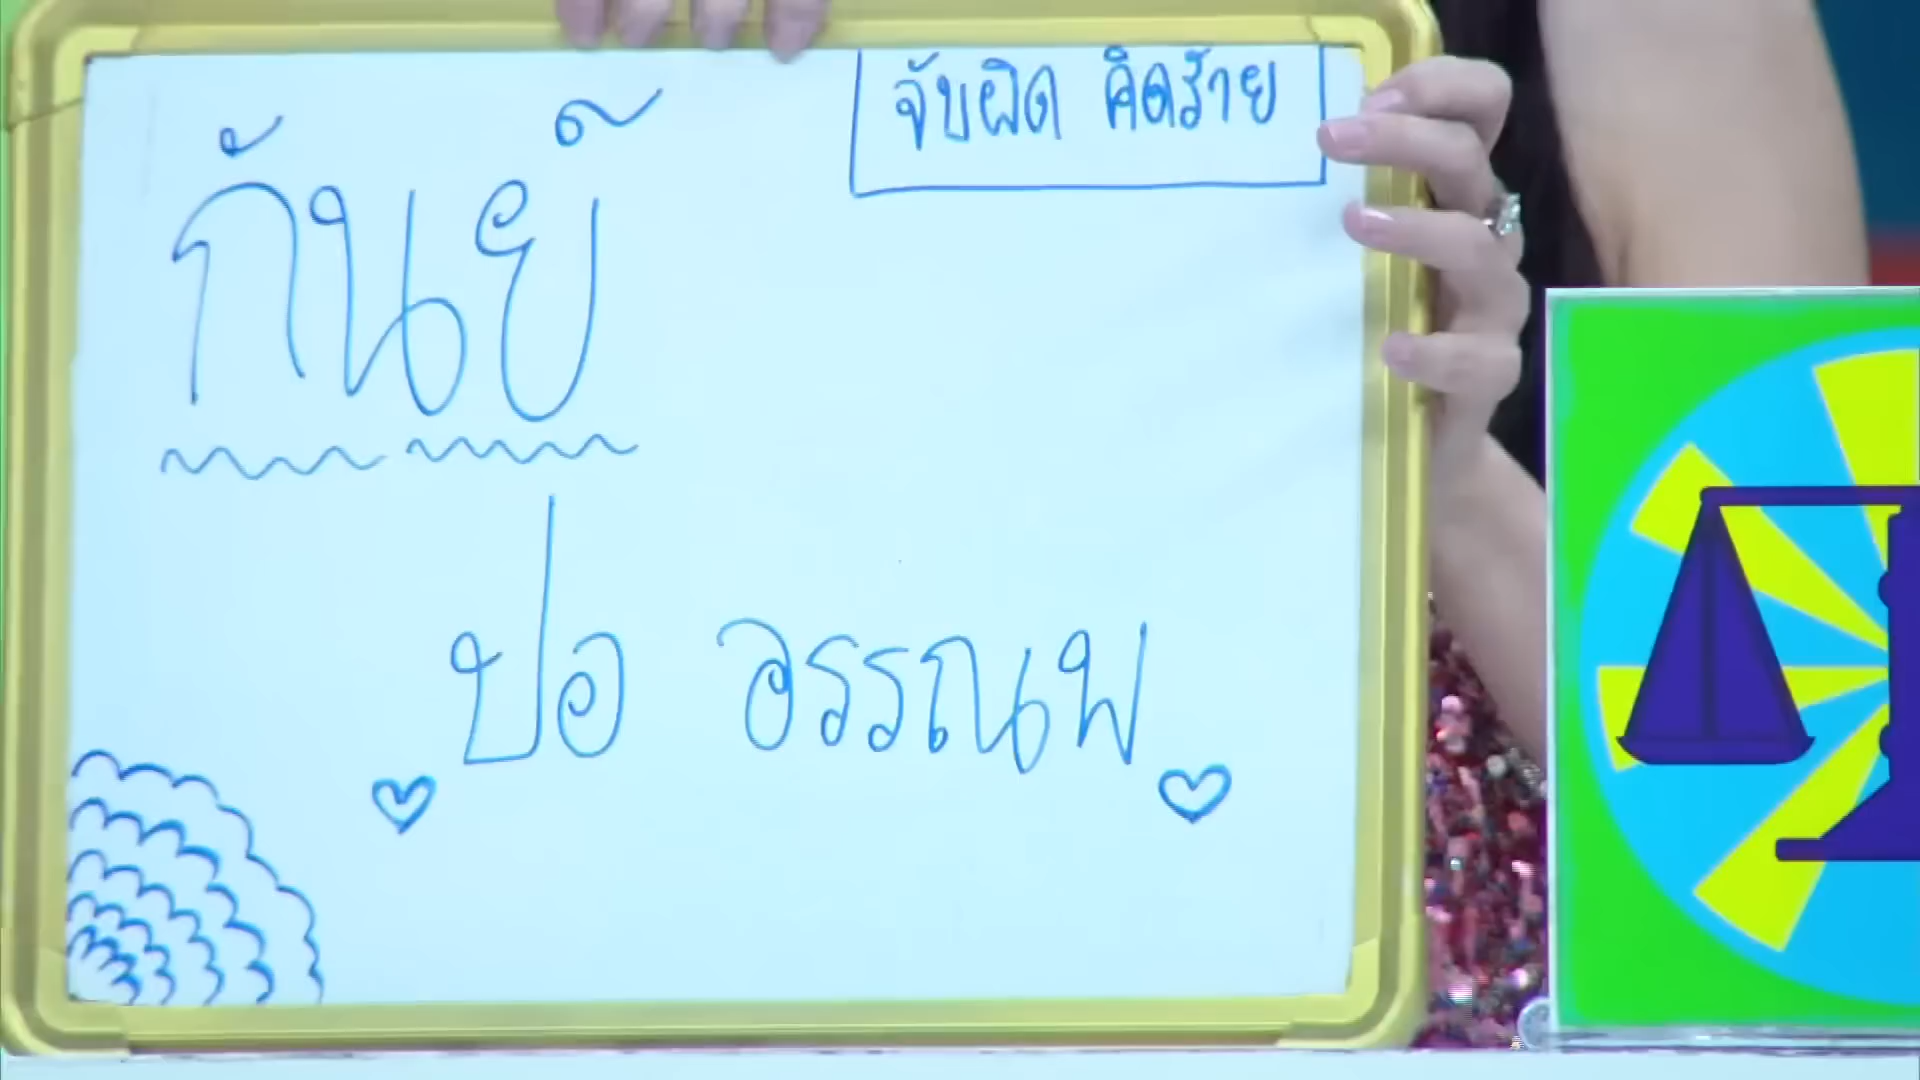 จับผิด คิดร้าย
กันย์
ปอ อรรณพ